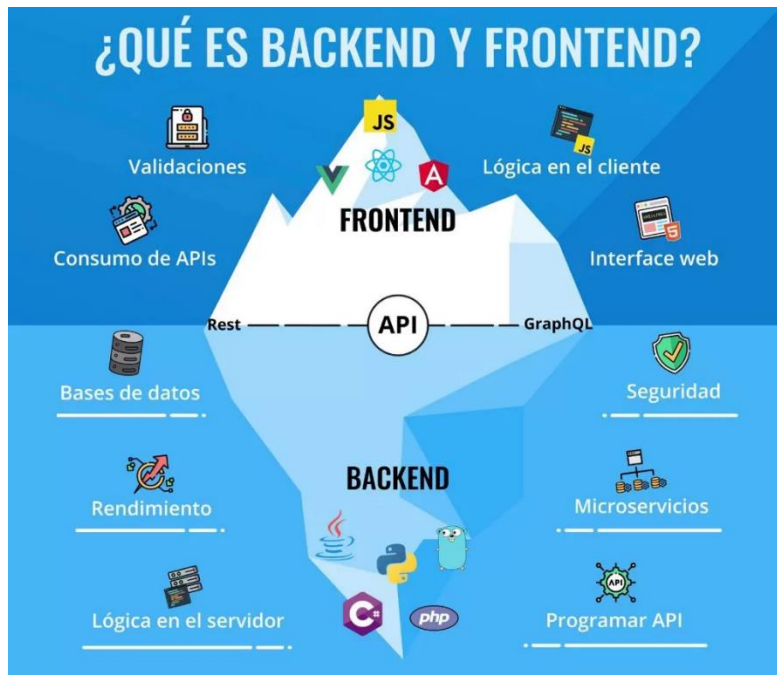 ¿QUÉ ES BACKEND Y FRONTEND?
JS
Validaciones
JS
Lógica en el cliente
A
FRONTEND
Consumo de APIs
5
Interface web
Rest
API
GraphQL
Bases de datos
Seguridad
BACKEND
Rendimiento
Microservicios
API
C#
php
Lógica en el servidor
Programar API